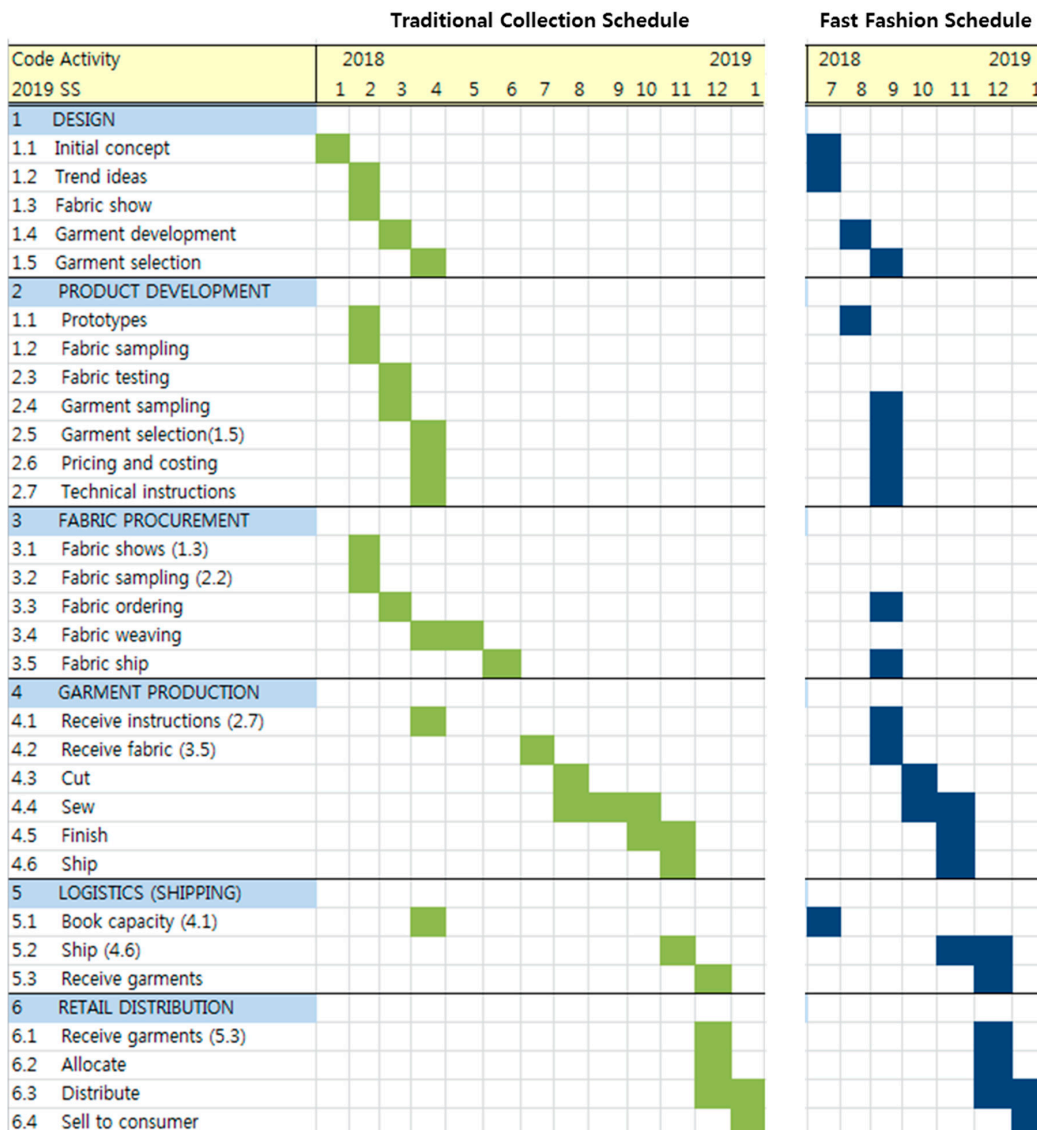 Traditional Collection Schedule Fast Fashion Schedule
Code Activity 2018 2019 2018 2019
2019 SS 1 2 3 4 5 6 7 8 9 10 11 12 1 7 8 9 10 11 12 1
1 DESIGN
1.1 Initial concept
1.2 Trend ideas
1.3 Fabric show
1.4 Garment development
1.5 Garment selection
2 PRODUCT DEVELOPMENT
1.1 Prototypes
1.2 Fabric sampling
2.3 Fabric testing
2.4 Garment sampling
2.5 Garment selection(1.5)
2.6 Pricing and costing
2.7 Technical instructions
3 FABRIC PROCUREMENT
3.1 Fabric shows (1.3)
3.2 Fabric sampling (2.2)
3.3 Fabric ordering
3.4 Fabric weaving
3.5 Fabric ship
4 GARMENT PRODUCTION
4.1 Receive instructions (2.7)
4.2 Receive fabric (3.5)
4.3 Cut
4.4 Sew
4.5 Finish
4.6 Ship
5 LOGISTICS (SHIPPING)
5.1 Book capacity (4.1)
5.2 Ship (4.6)
5.3 Receive garments
6 RETAIL DISTRIBUTION
6.1 Receive garments (5.3)
6.2 Allocate
6.3 Distribute
6.4 Sell to consumer